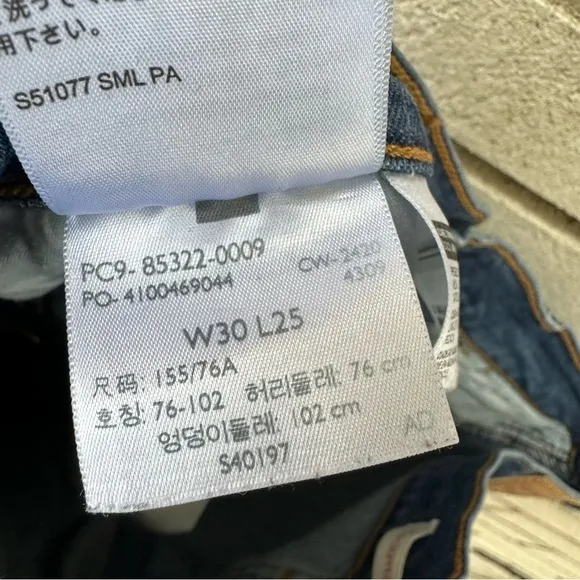 用下さい。
S51077 SML PA
PC9- 85322-0009
PO- 4100469044
CW-2420
4309
W30 L25
尺码: 155/76A
호칭: 76-102 허리둘레: 76 cm
엉덩이둘레: 102 cm
S40197
AD